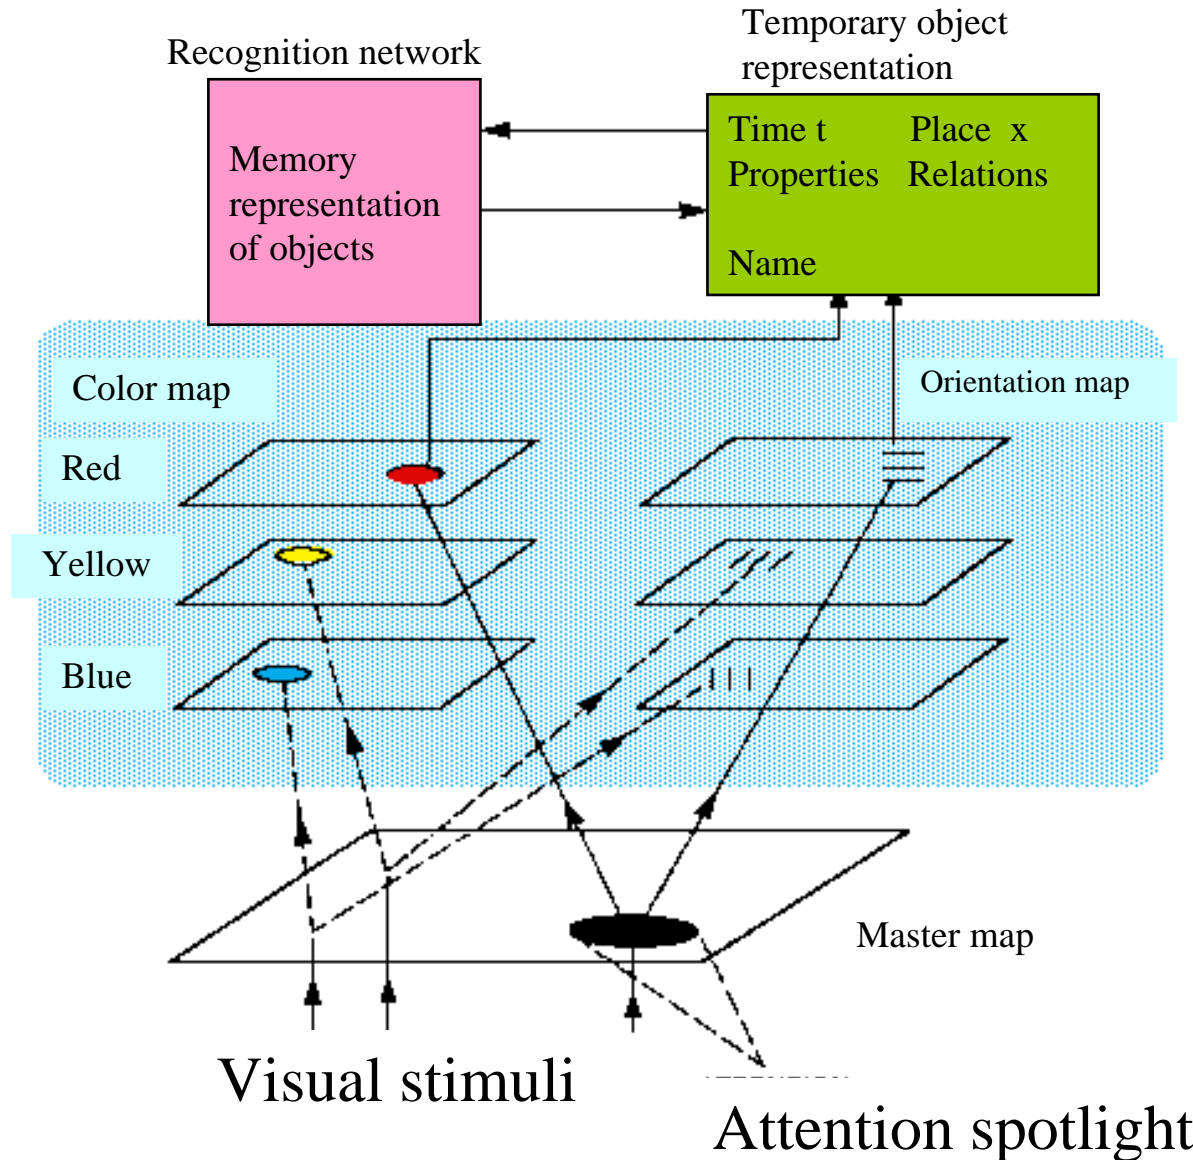 Temporary object
representation
Recognition network
Time t Place x
Properties Relations
Name
Memory
representation
of objects
Color map
Orientation map
Red
Yellow
Blue
Master map
Visual stimuli
Attention spotlight